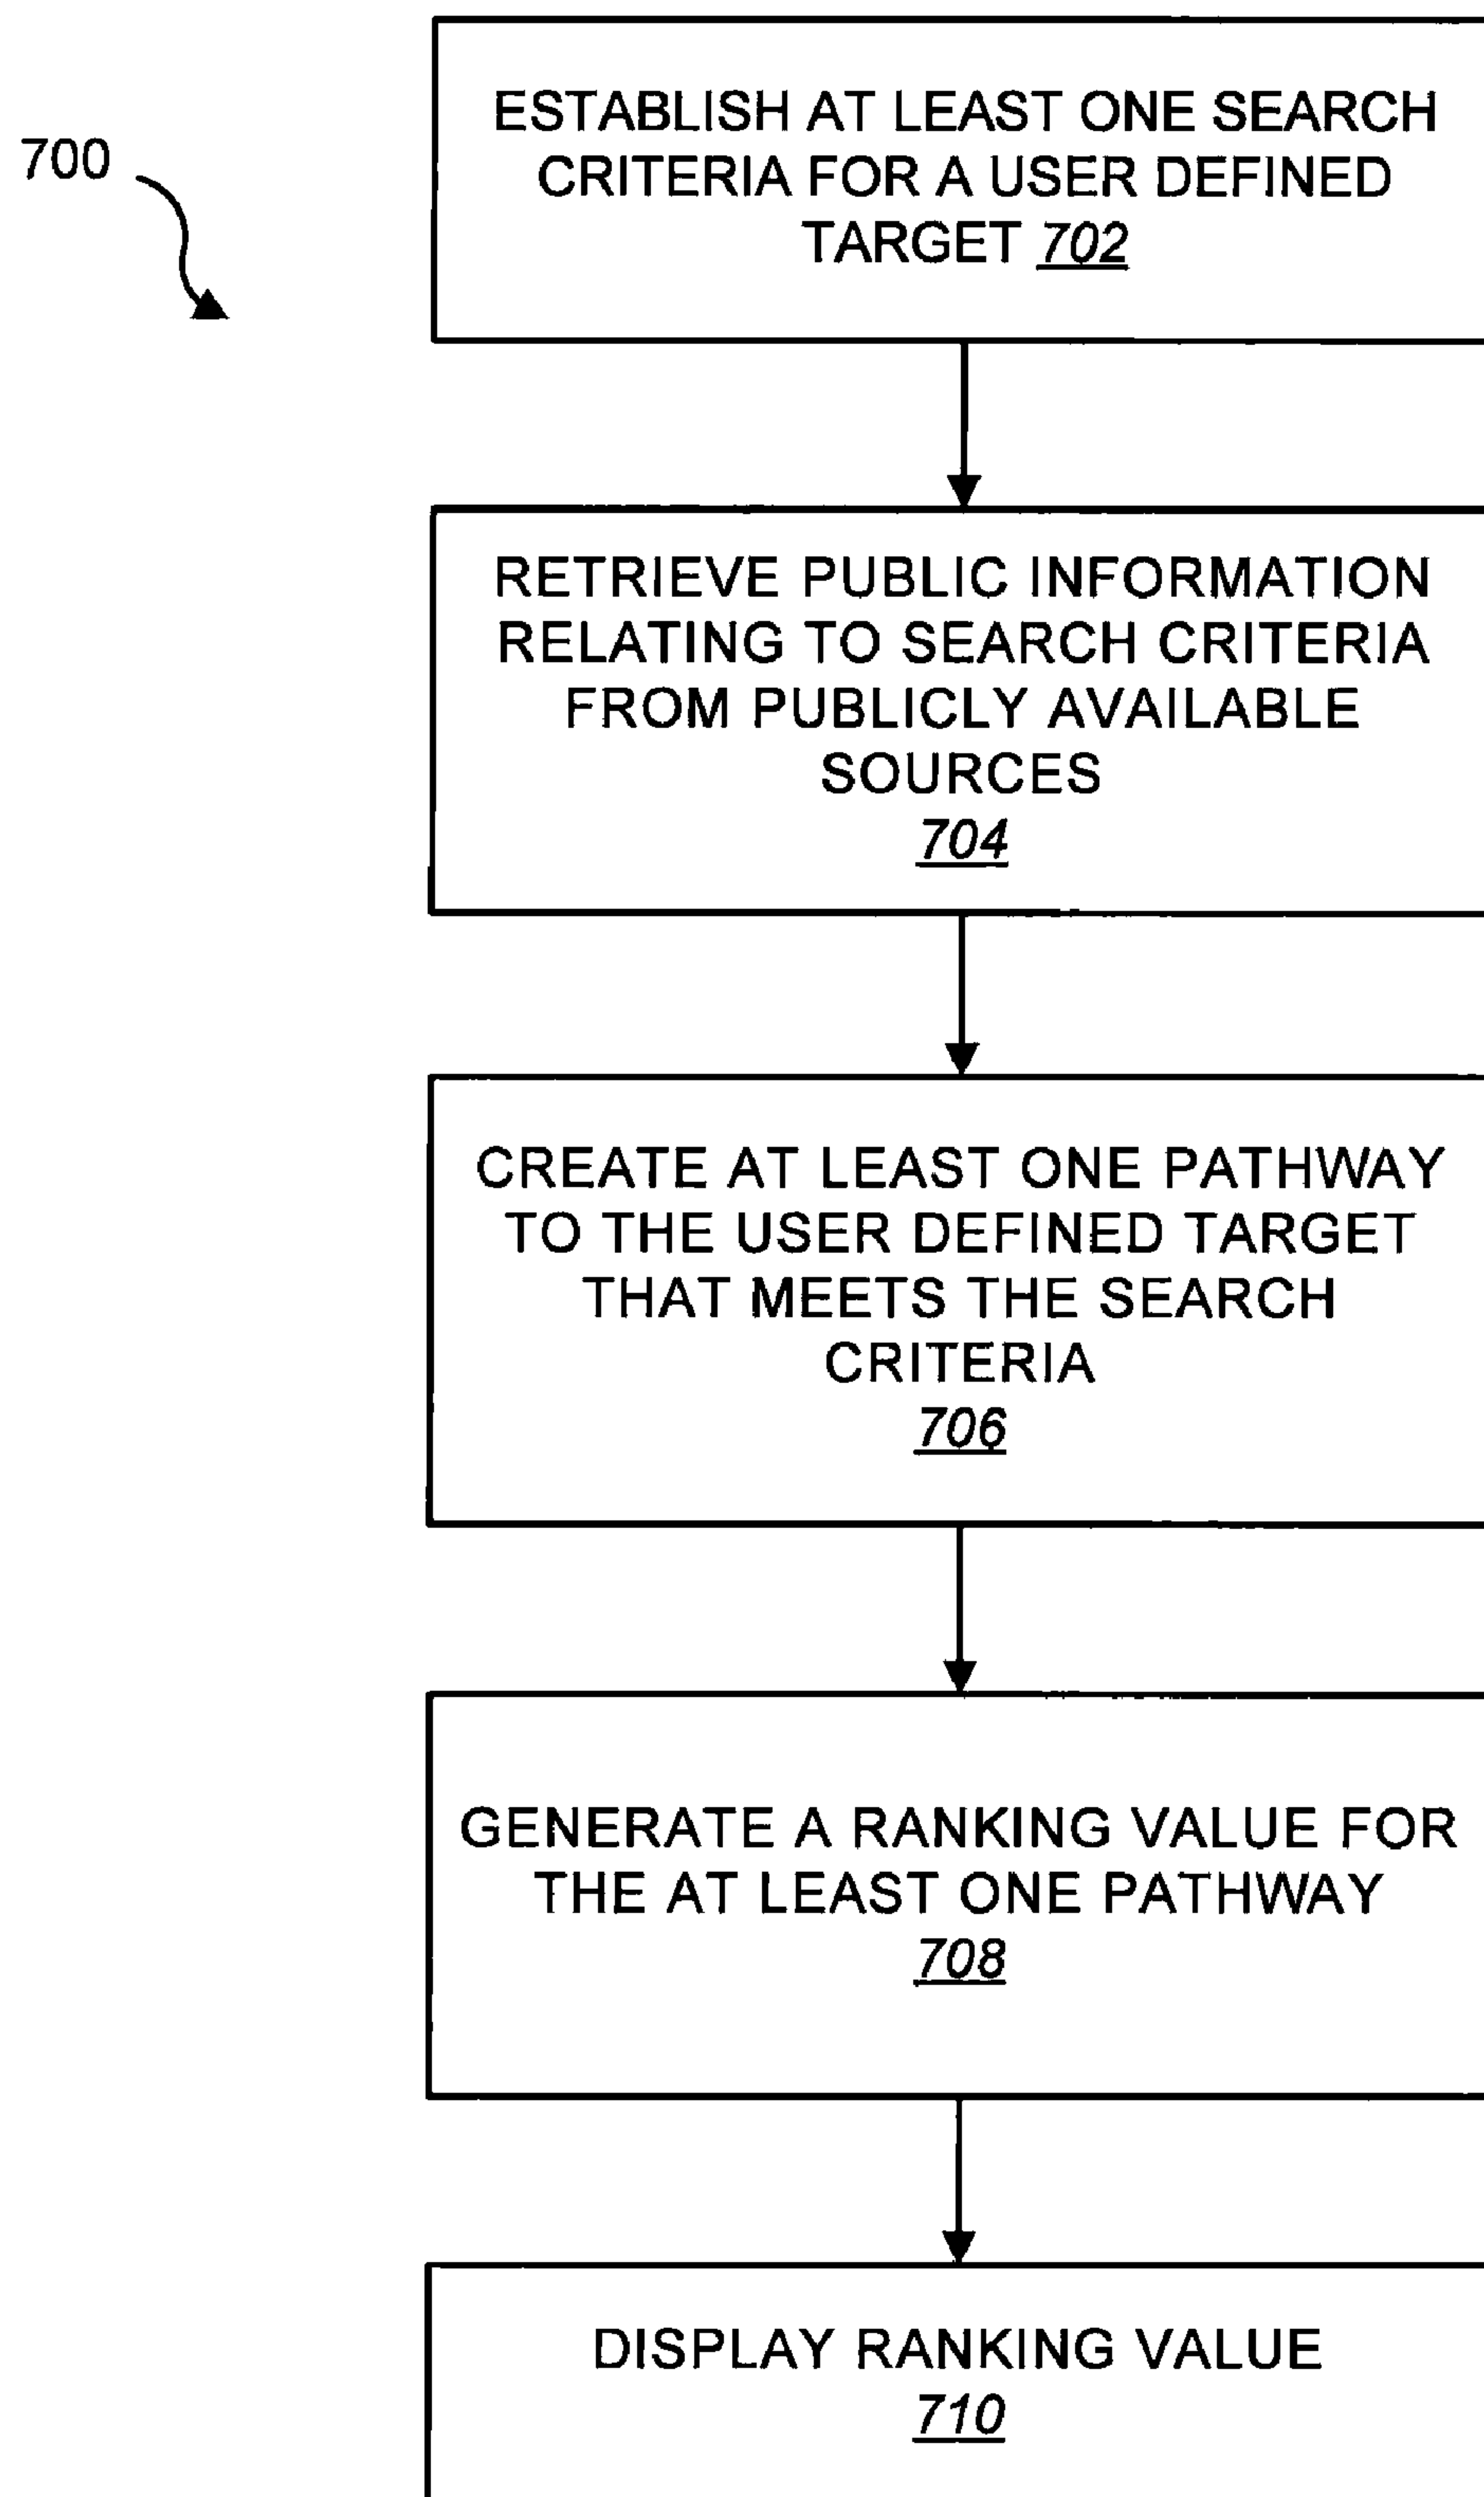 700
ESTABLISH AT LEAST ONE SEARCH
CRITERIA FOR A USER DEFINED
TARGET 702
RETRIEVE PUBLIC INFORMATION
RELATING TO SEARCH CRITERIA
FROM PUBLICLY AVAILABLE
SOURCES
704
CREATE AT LEAST ONE PATHWAY
TO THE USER DEFINED TARGET
THAT MEETS THE SEARCH
CRITERIA
706
GENERATE A RANKING VALUE FOR
THE AT LEAST ONE PATHWAY
708
DISPLAY RANKING VALUE
710